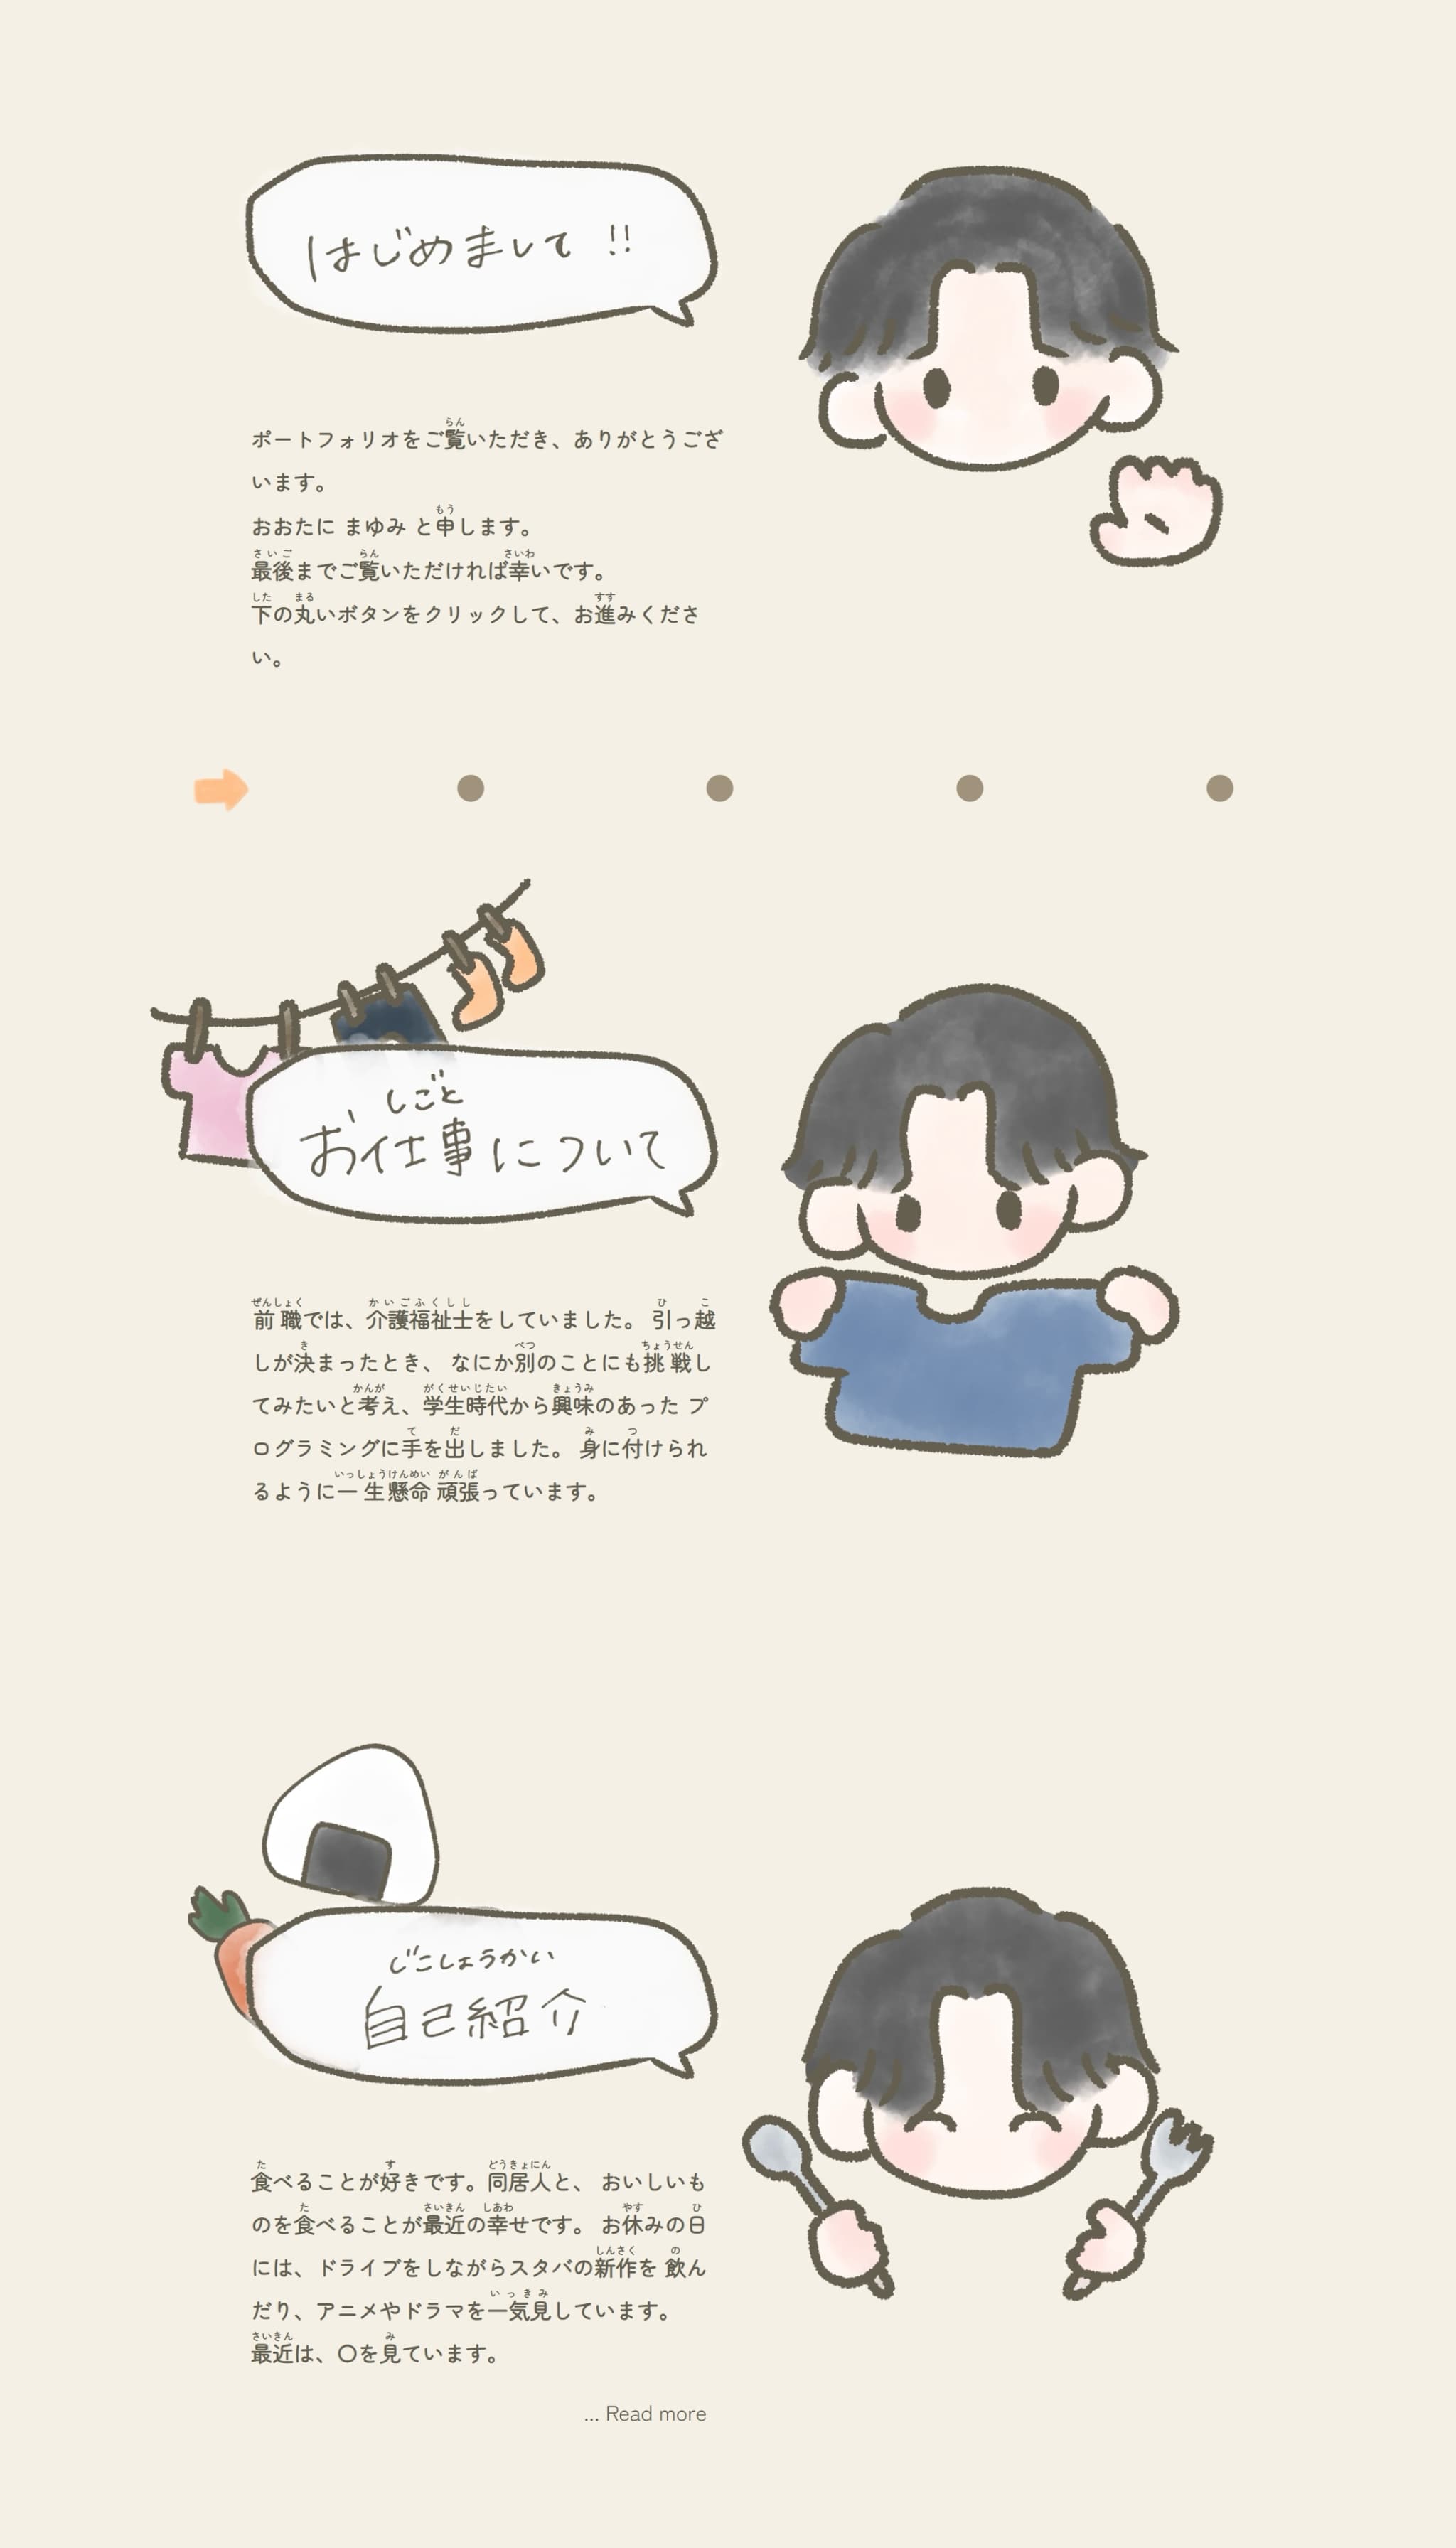 はじめまして !!
らん
ポートフォリオをご覧いただき、ありがとうござ
います。
もう
おおたに まゆみ と申します。
さいご らん さいわ
最後までご覧いただければ幸いです。
した まる すす
下の丸いボタンをクリックして、お進みくださ
い。
しごと
お仕事について
ぜんしょく かいごふくしし ひ こ
前職では、介護福祉士をしていました。 引っ越
き べつ ちょうせん
しが決まったとき、 なにか別のことにも挑戦し
かんが がくせいじたい きょうみ
てみたいと考え、学生時代から興味のあった プ
て だ み つ
ログラミングに手を出しました。 身に付けられ
いっしょうけんめい がんば
るように一生懸命 頑張っています。
じこしょうかい
自己紹介
た す どうきょにん
食べることが好きです。同居人と、 おいしいも
た さいきん しあわ やす ひ
のを食べることが最近の幸せです。 お休みの日
しんさく の
には、ドライブをしながらスタバの新作を 飲ん
いっきみ
だり、アニメやドラマを一気見しています。
さいきん み
最近は、〇を見ています。
... Read more